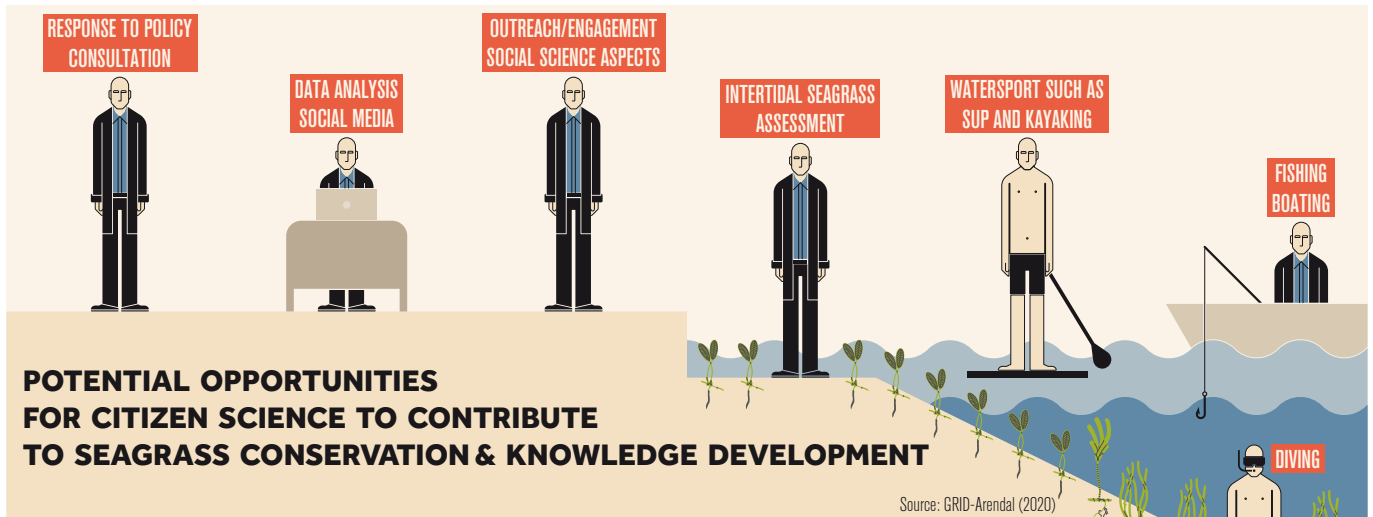 RESPONSE TO POLICY
CONSULTATION
DATA ANALYSIS
SOCIAL MEDIA
OUTREACH/ENGAGEMENT
SOCIAL SCIENCE ASPECTS
INTERTIDAL SEAGRASS
ASSESSMENT
WATERSPORT SUCH AS
SUP AND KAYAKING
FISHING
BOATING
DIVING
POTENTIAL OPPORTUNITIES
FOR CITIZEN SCIENCE TO CONTRIBUTE
TO SEAGRASS CONSERVATION & KNOWLEDGE DEVELOPMENT
Source: GRID-Arendal (2020)